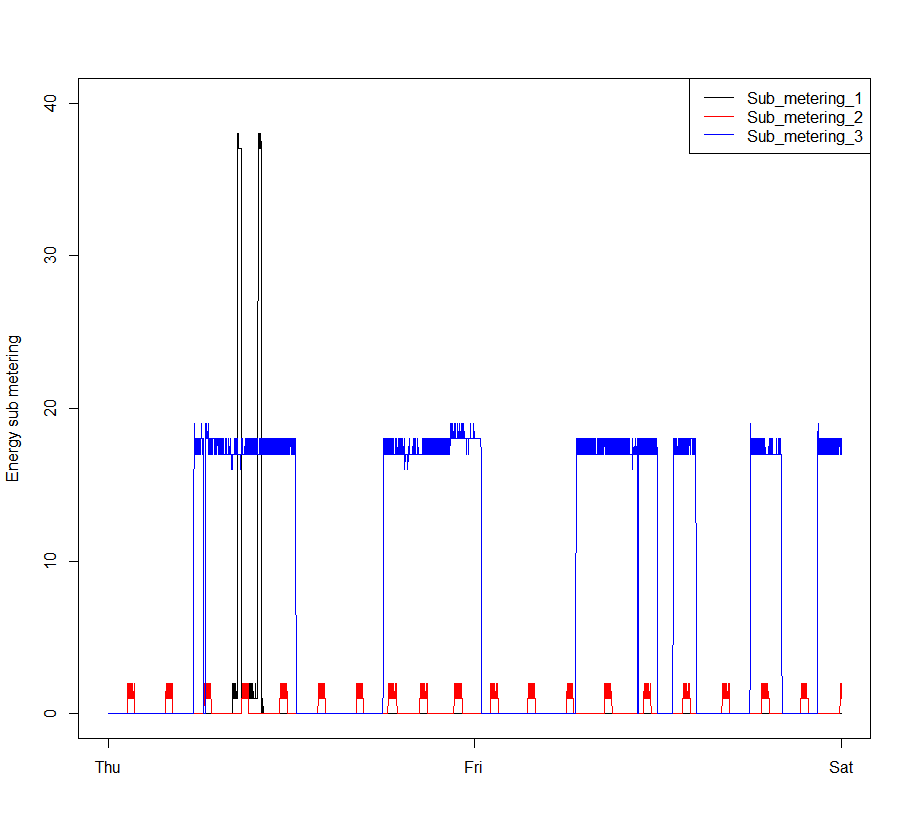 Sub_metering_1
Sub_metering_2
Sub_metering_3
Energy sub metering
40
30
20
10
0
Thu
Fri
Sat